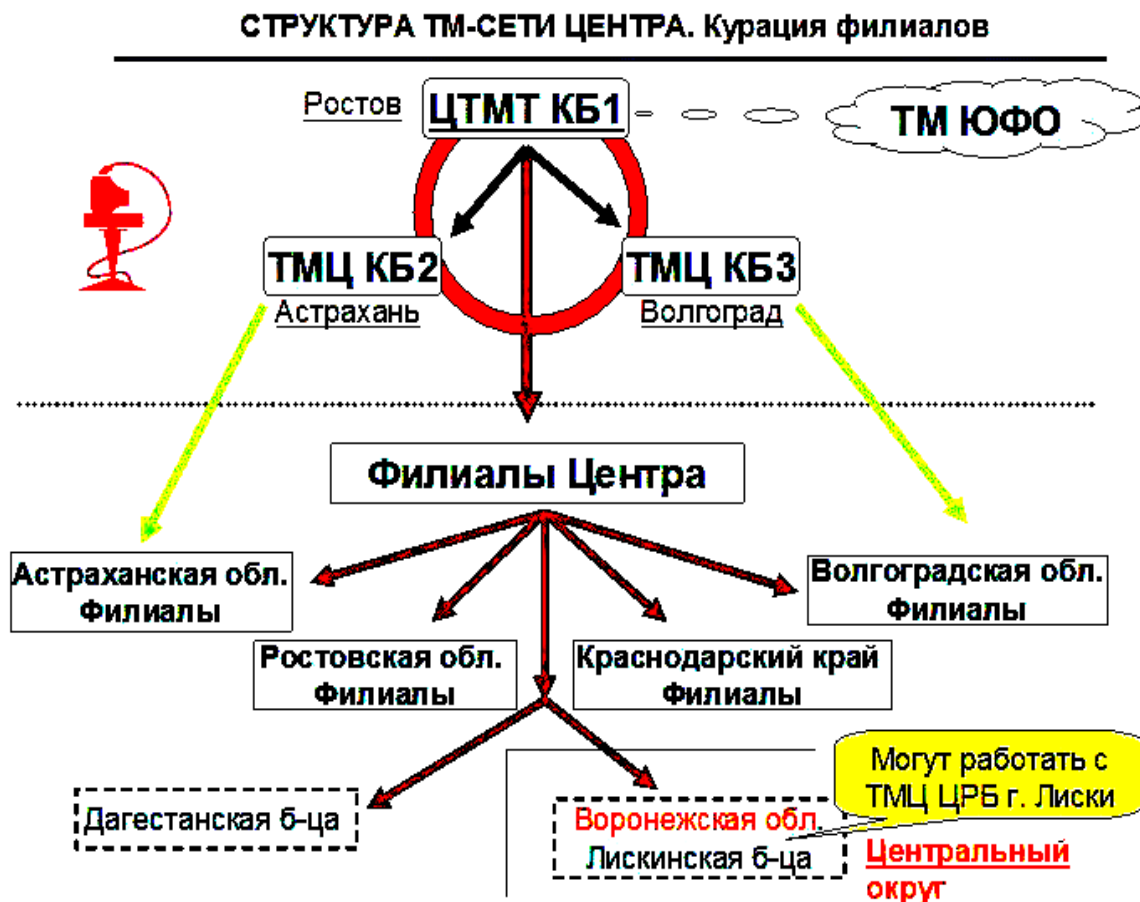 СТРУКТУРА ТМ-СЕТИ ЦЕНТРА. Курация филиалов
Ростов
ЦТМТ КБ1
ТМ ЮФО
ТМЦ КБ2
Астрахань
ТМЦ КБ3
Волгоград
Филиалы Центра
Астраханская обл.
Филиалы
Волгоградская обл.
Филиалы
Ростовская обл.
Филиалы
Краснодарский край
Филиалы
Дагестанская б-ца
Воронежская обл.
Лискинская б-ца
Могут работать с
ТМЦ ЦРБ г. Лиски
Центральный
округ